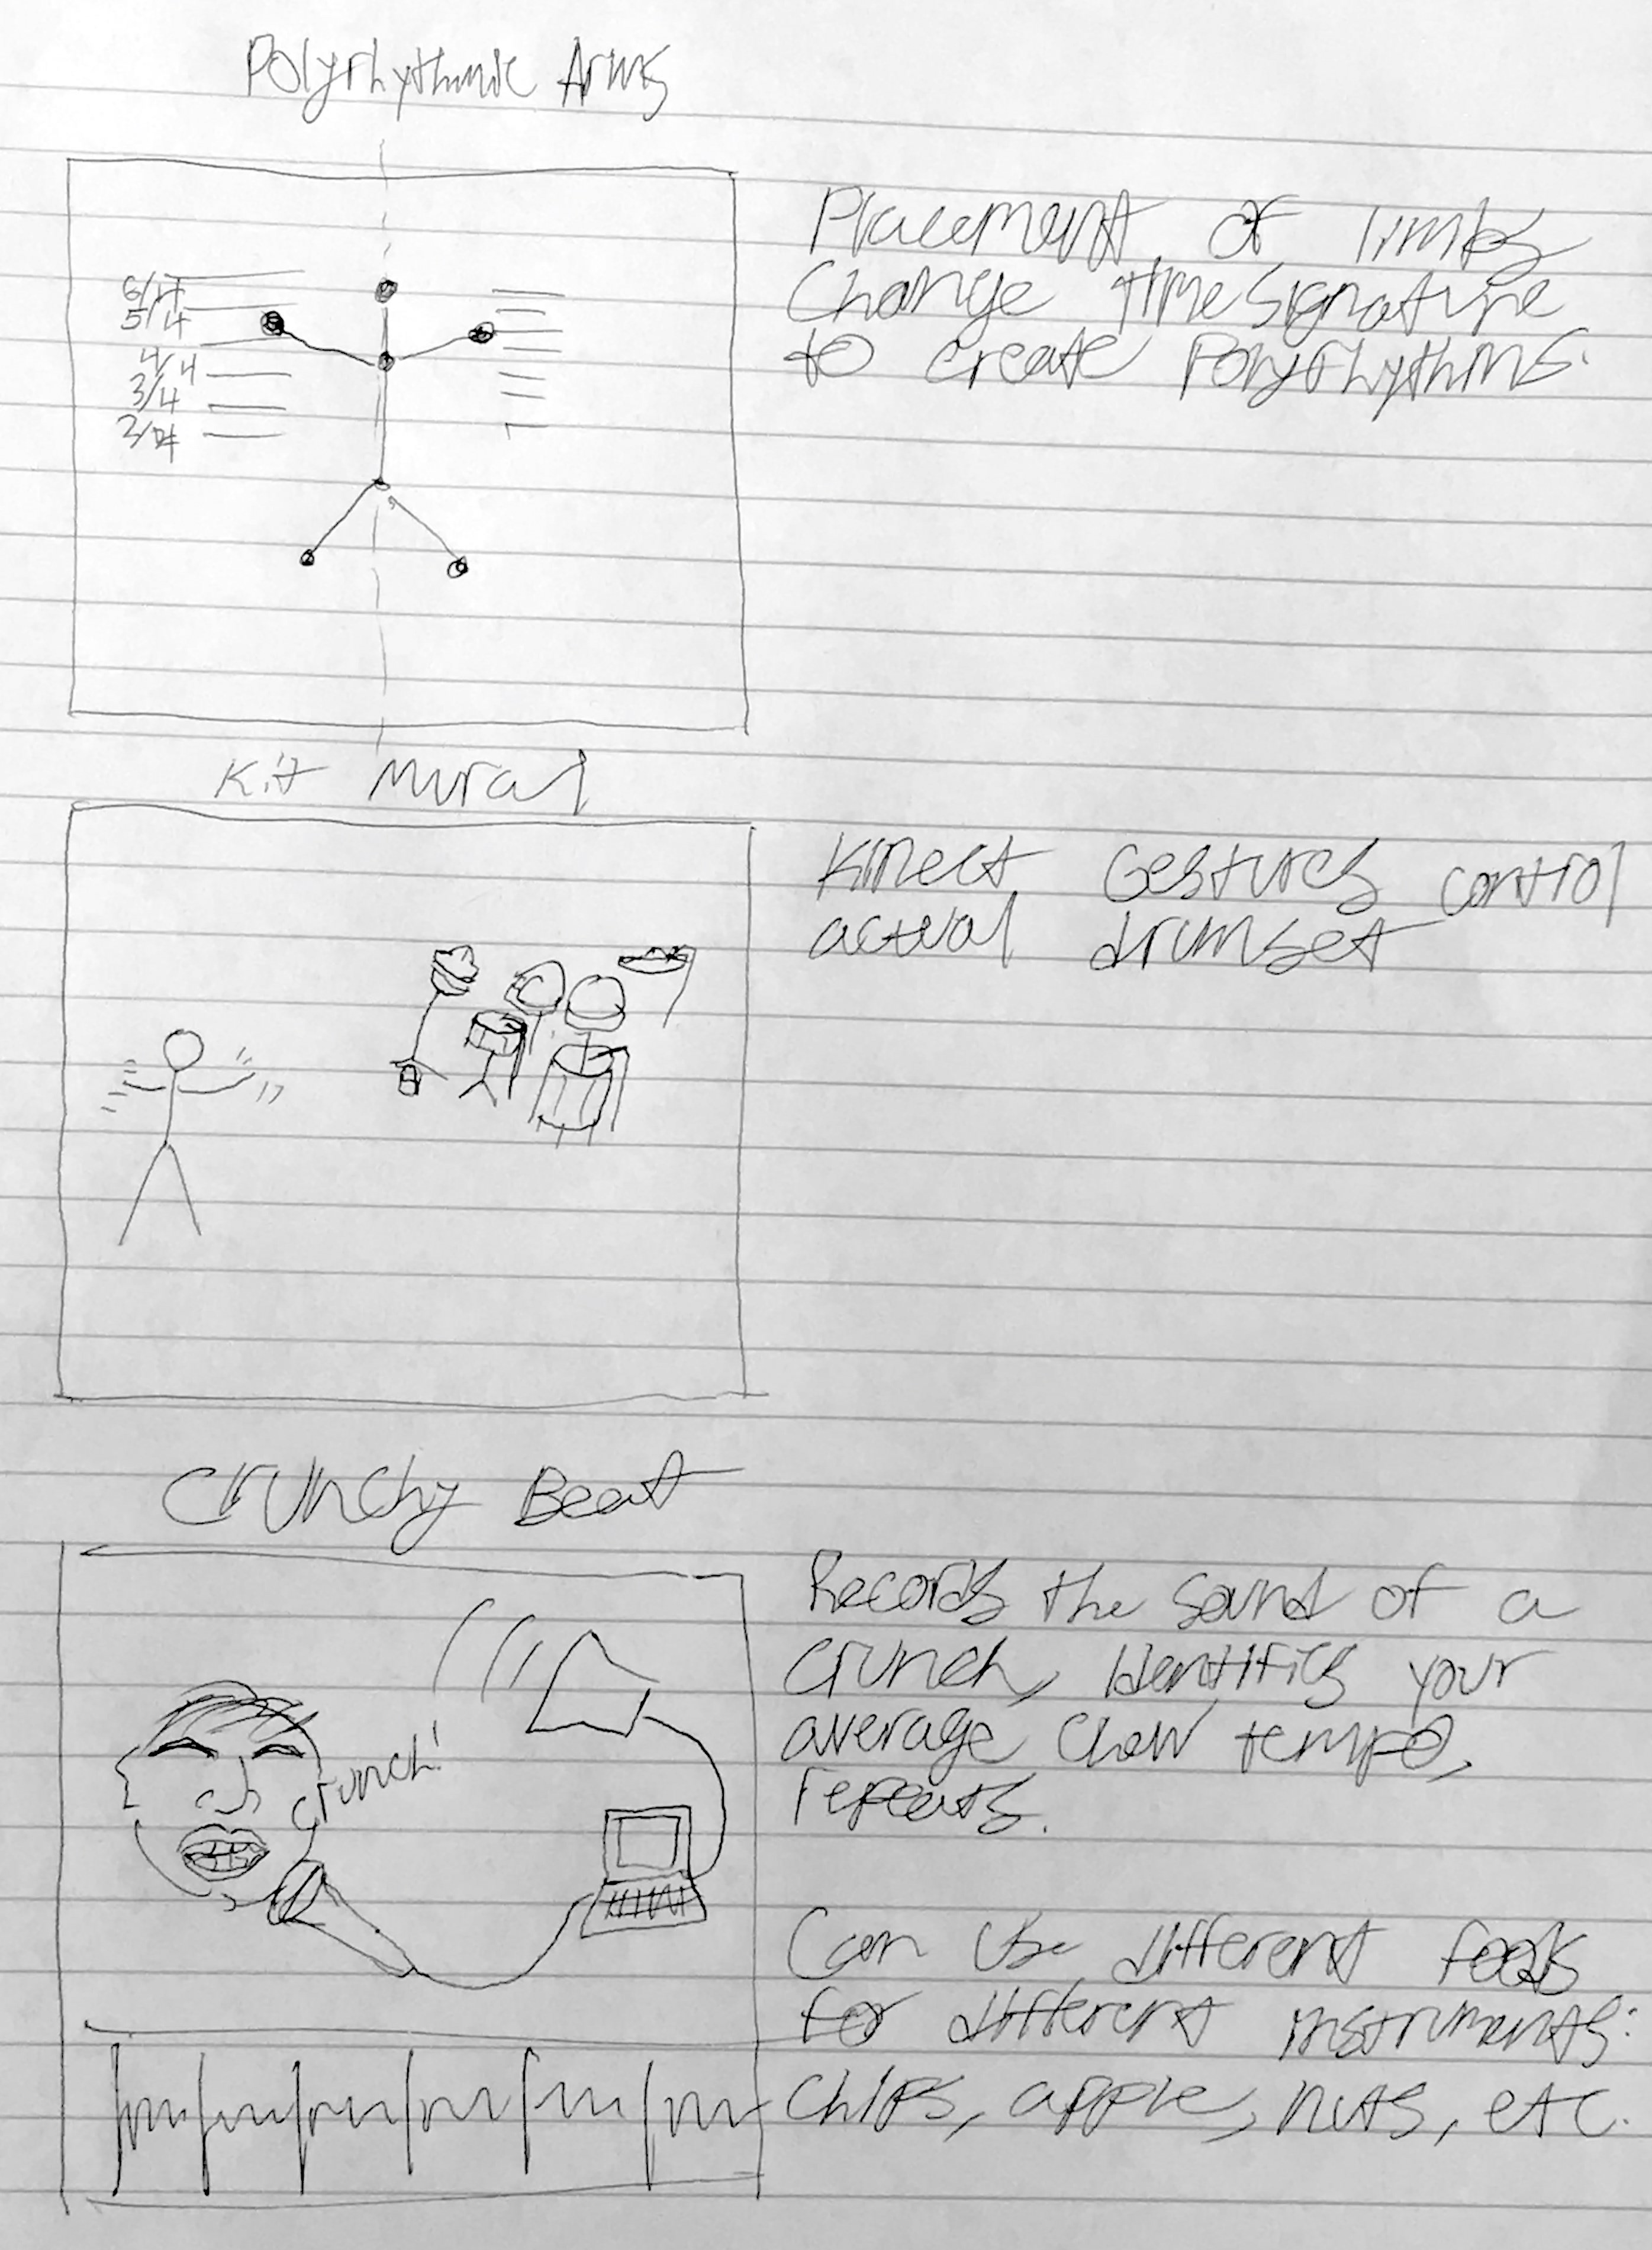 Polyrhythmic Arms
6/4
5/4
4/4
3/4
2/4
Placement of limbs
Change time signature
to create Polyrhythms.
Kit Mural
Kinect Gestures control
actual drumset
Crunchy Beat
Crunch!
Records the sound of a
Crunch, Identifies your
average Chew tempo,
repeats.
Can Use different foods
for different instruments:
Chips, apple, nuts, etc.